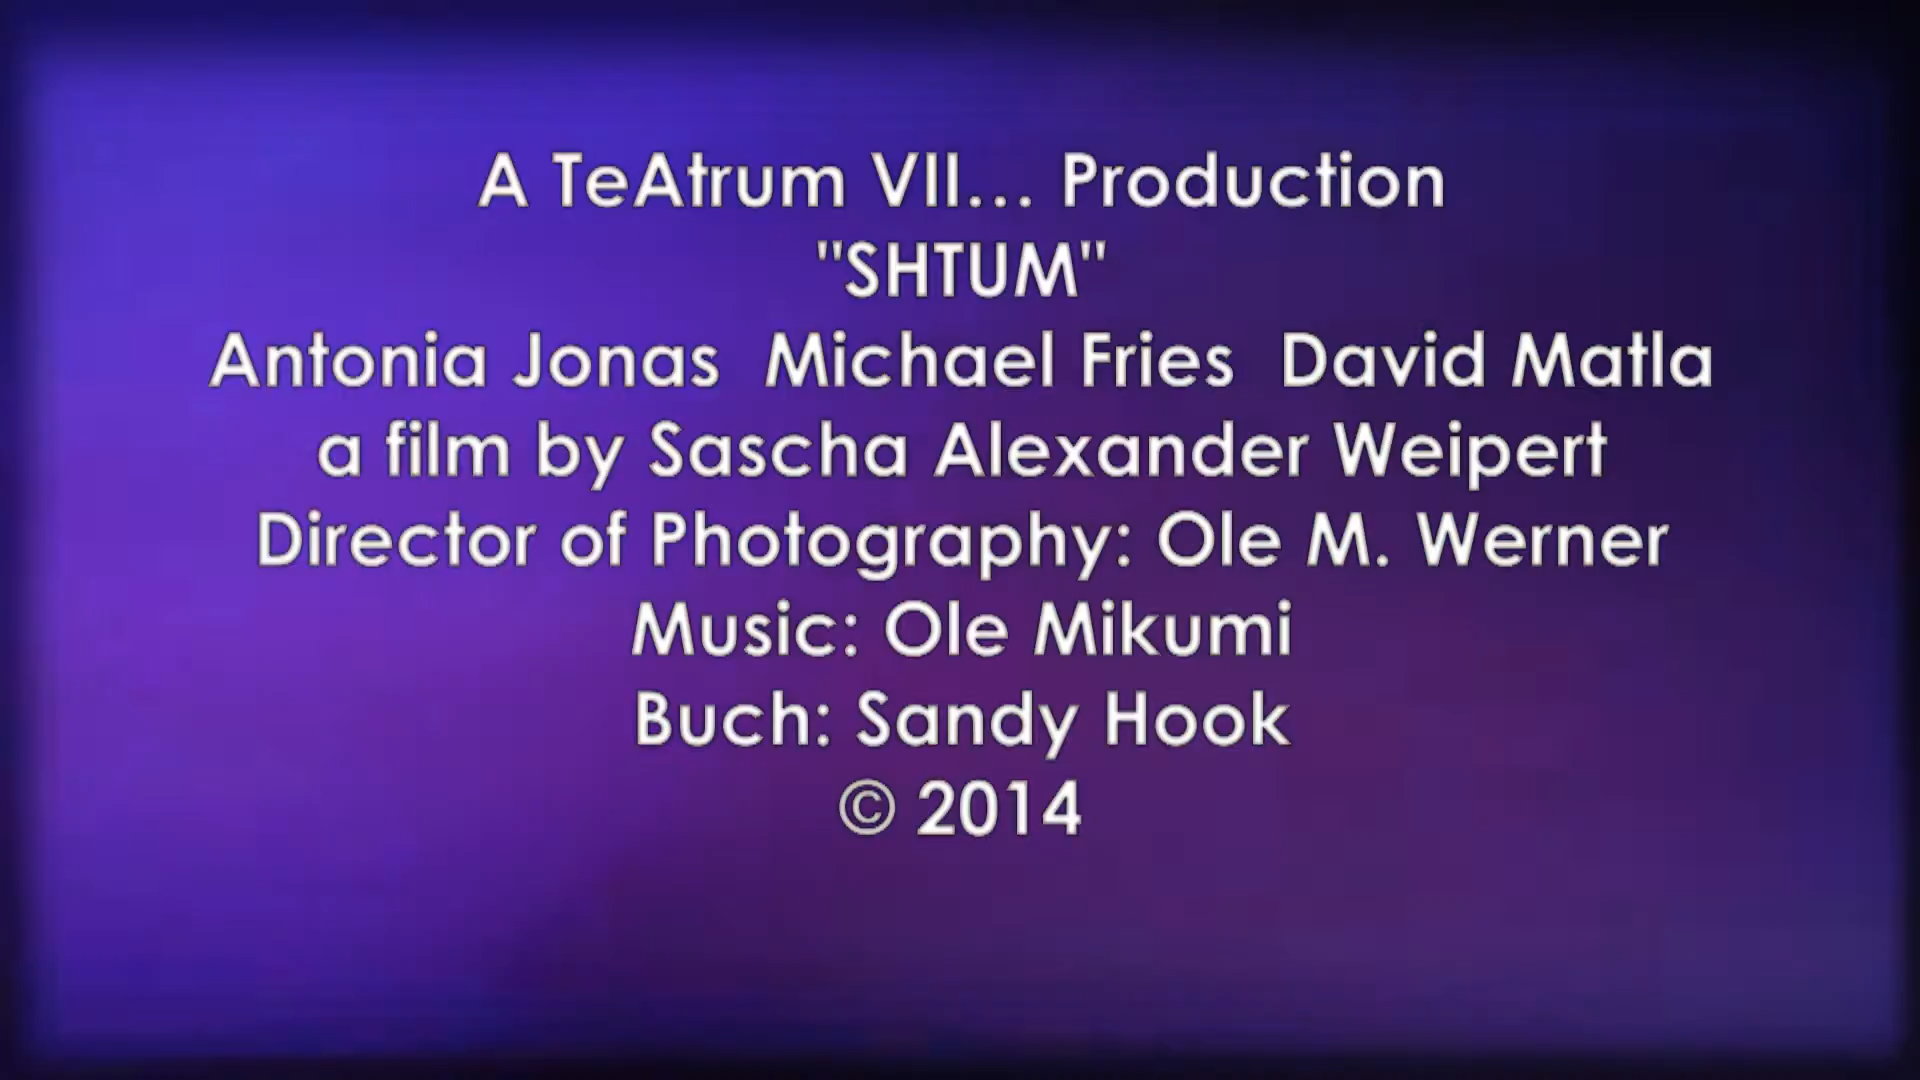 A TeAtrum VII... Production
"SHTUM"
Antonia Jonas  Michael Fries  David Matla
a film by Sascha Alexander Weipert
Director of Photography: Ole M. Werner
Music: Ole Mikumi
Buch: Sandy Hook
© 2014